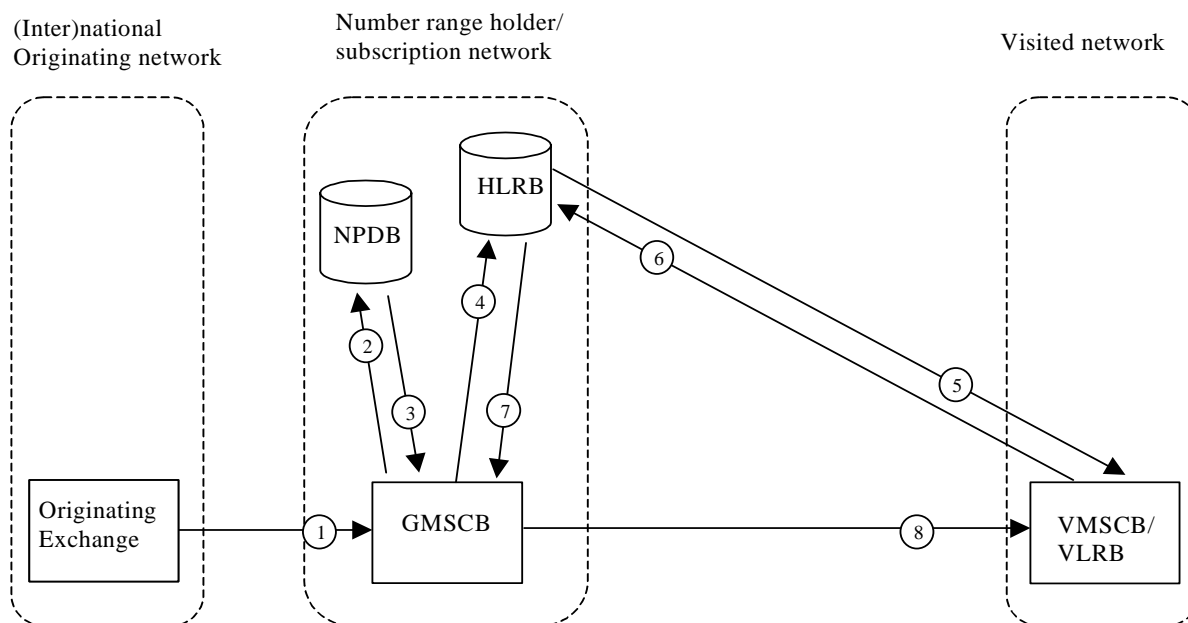 (Inter)national
Originating network
Number range holder/
subscription network
Visited network
HLRB
NPDB
6
4
2
5
3
7
Originating
Exchange
1
GMSCB
8
VMSCB/
VLRB